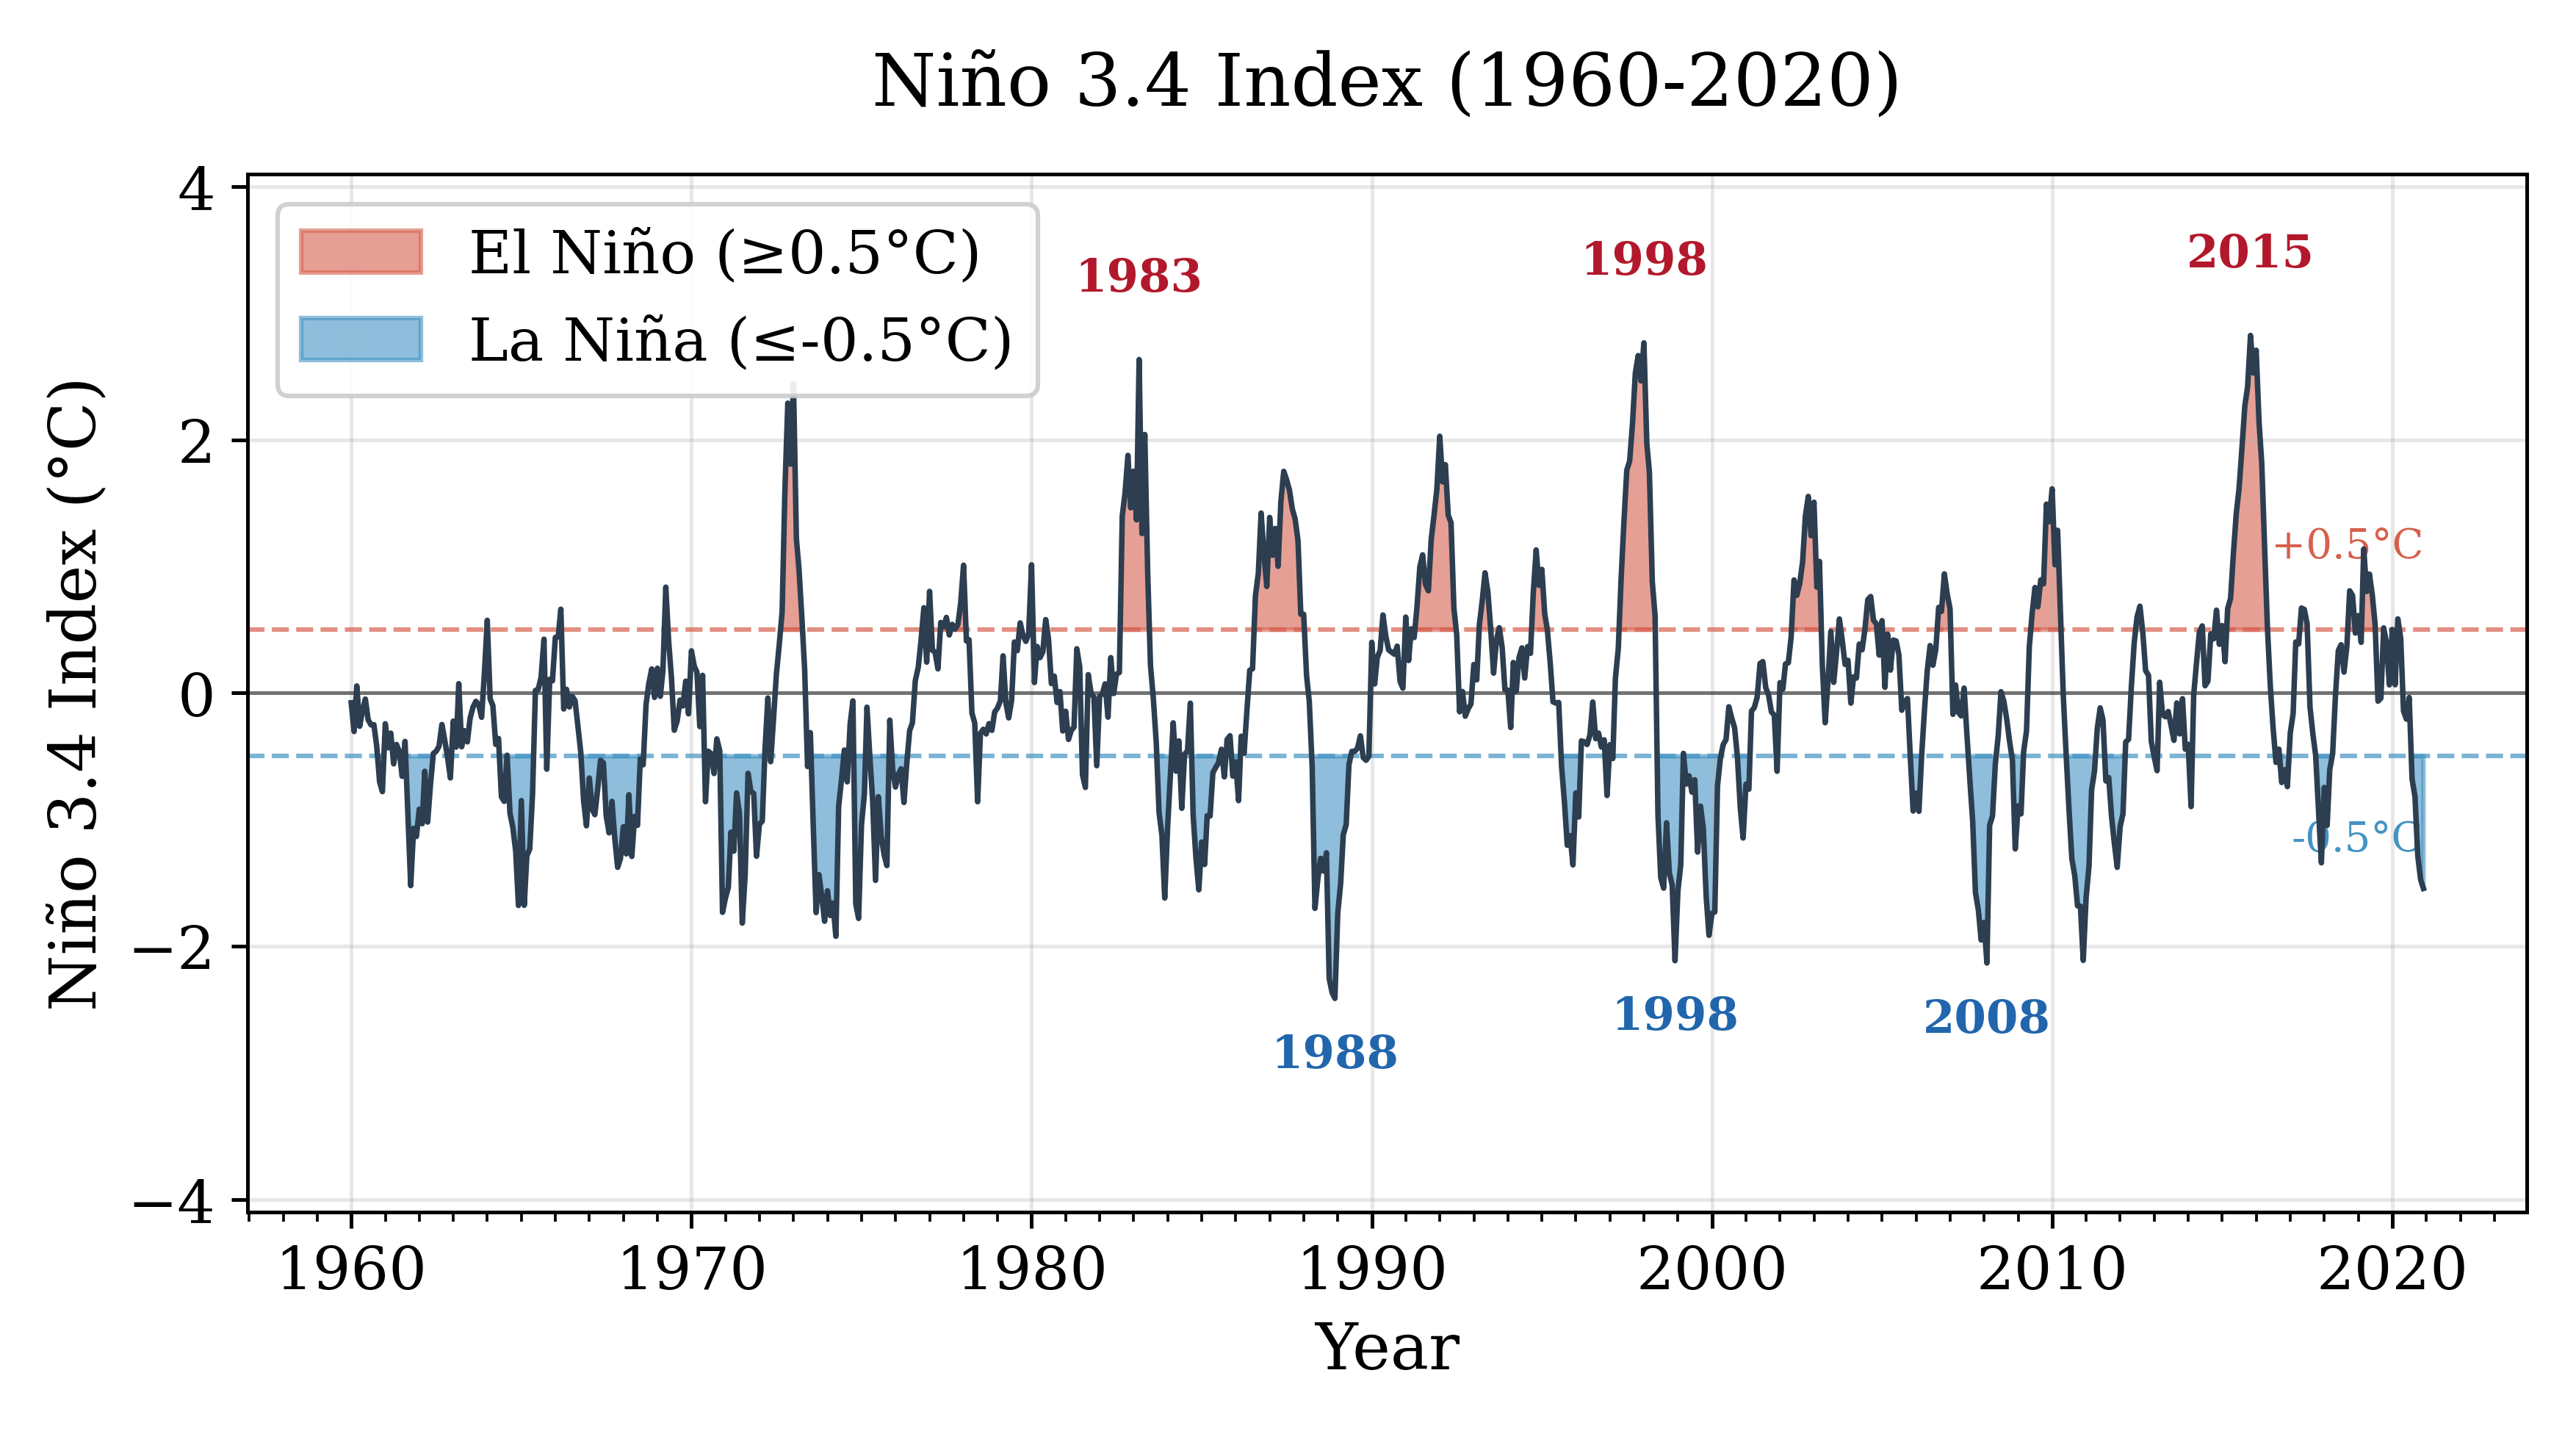 Niño 3.4 Index (1960-2020)
El Niño (≥0.5°C)
La Niña (≤-0.5°C)
1983
1998
2015
+0.5°C
-0.5°C
1998
2008
1988
Niño 3.4 Index (°C)
4
2
0
−2
−4
1960 1970 1980 1990 2000 2010 2020
Year